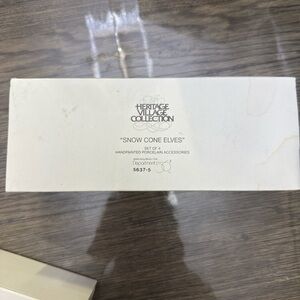 HERITAGE
VILLAGE
COLLECTION
"SNOW CONE ELVES"
SET OF 4
HANDPAINTED PORCELAIN ACCESSORIES
Department 56
5637-5